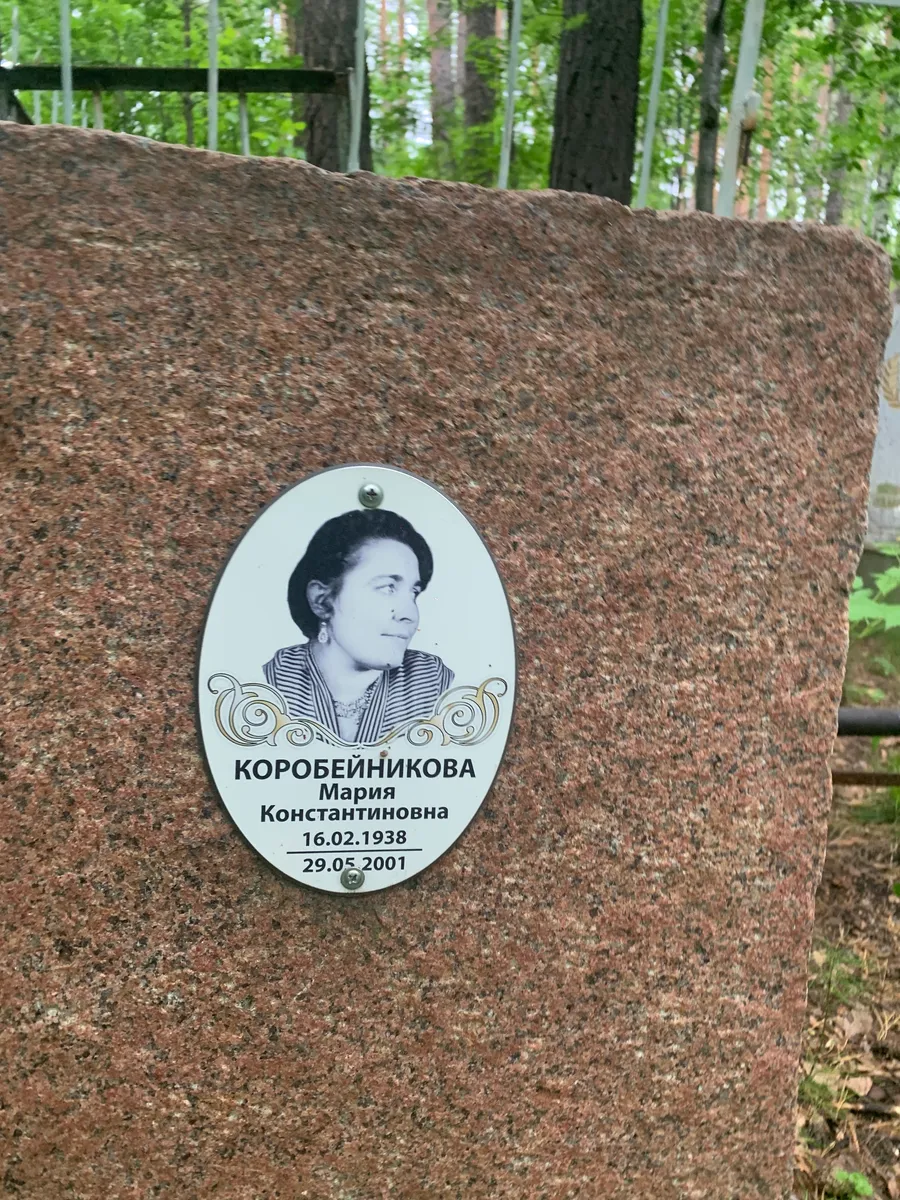 КОРОБЕЙНИКОВА
Мария
Константиновна
16.02.1938
29.05.2001